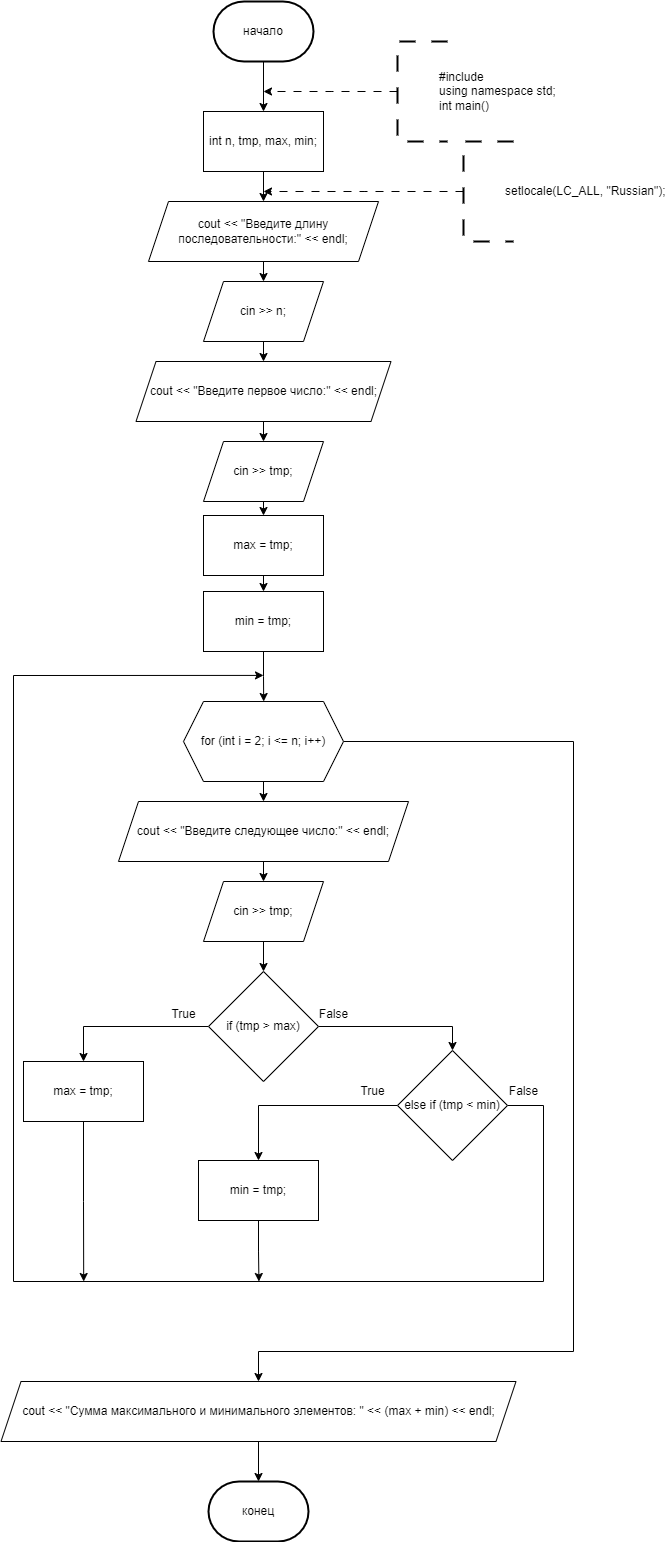 начало
#include
using namespace std;
int main()
int n, tmp, max, min;
setlocale(LC_ALL, "Russian");
cout << "Введите длину
последовательности:" << endl;
cin >> n;
cout << "Введите первое число:" << endl;
cin >> tmp;
max = tmp;
min = tmp;
for (int i = 2; i <= n; i++)
cout << "Введите следующее число:" << endl;
cin >> tmp;
if (tmp > max)
True
False
max = tmp;
else if (tmp < min)
True
False
min = tmp;
cout << "Сумма максимального и минимального элементов: " << (max + min) << endl;
конец